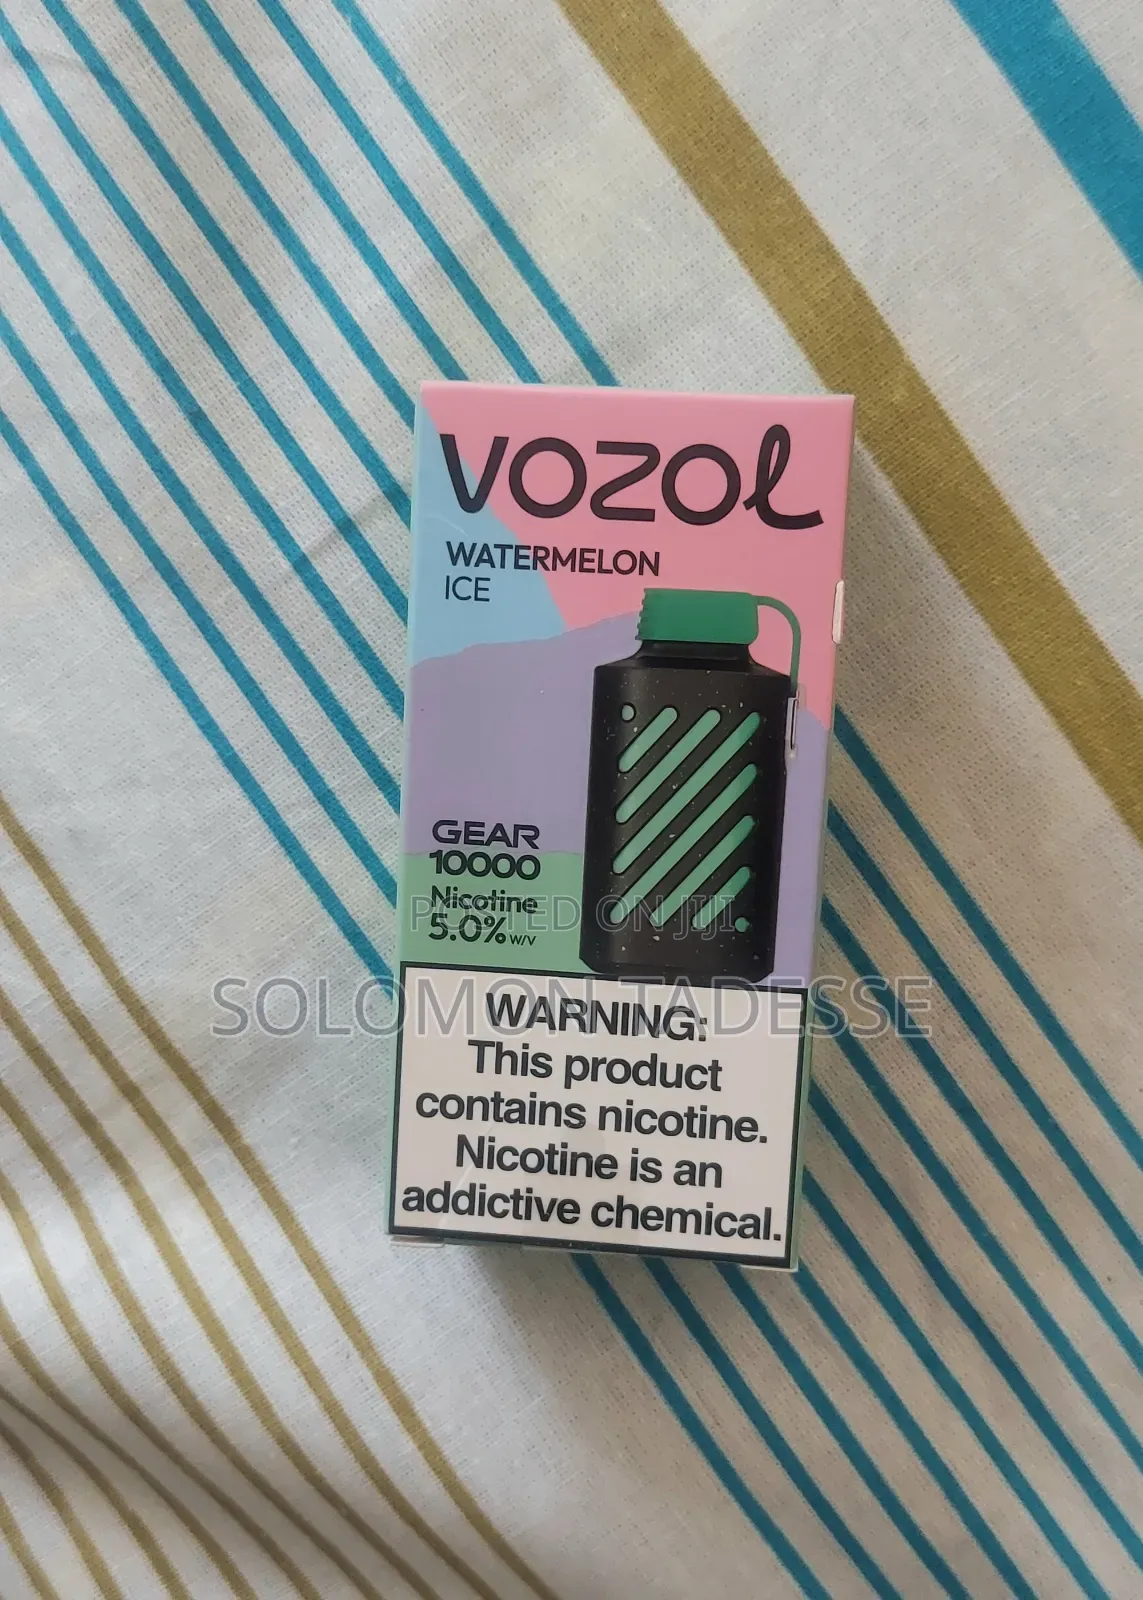 VOZOL
WATERMELON
ICE
GEAR
10000
Nicotine
5.0% W/V
POSTED ON JIJI
SOLOMON TADESSE
WARNING:
This product
contains nicotine.
Nicotine is an
addictive chemical.